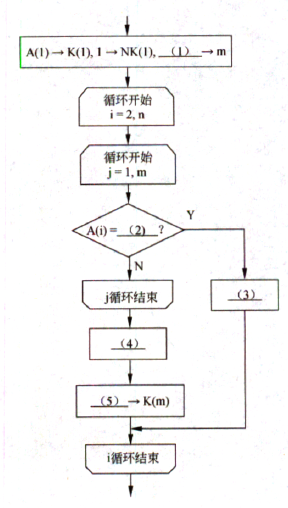 A(1)→K(1), 1→NK(1), （1） →m
循环开始
i = 2, n
循环开始
j = 1, m
A(i) = （2） ？
Y
N
j循环结束
（3）
（4）
（5） →K(m)
i循环结束